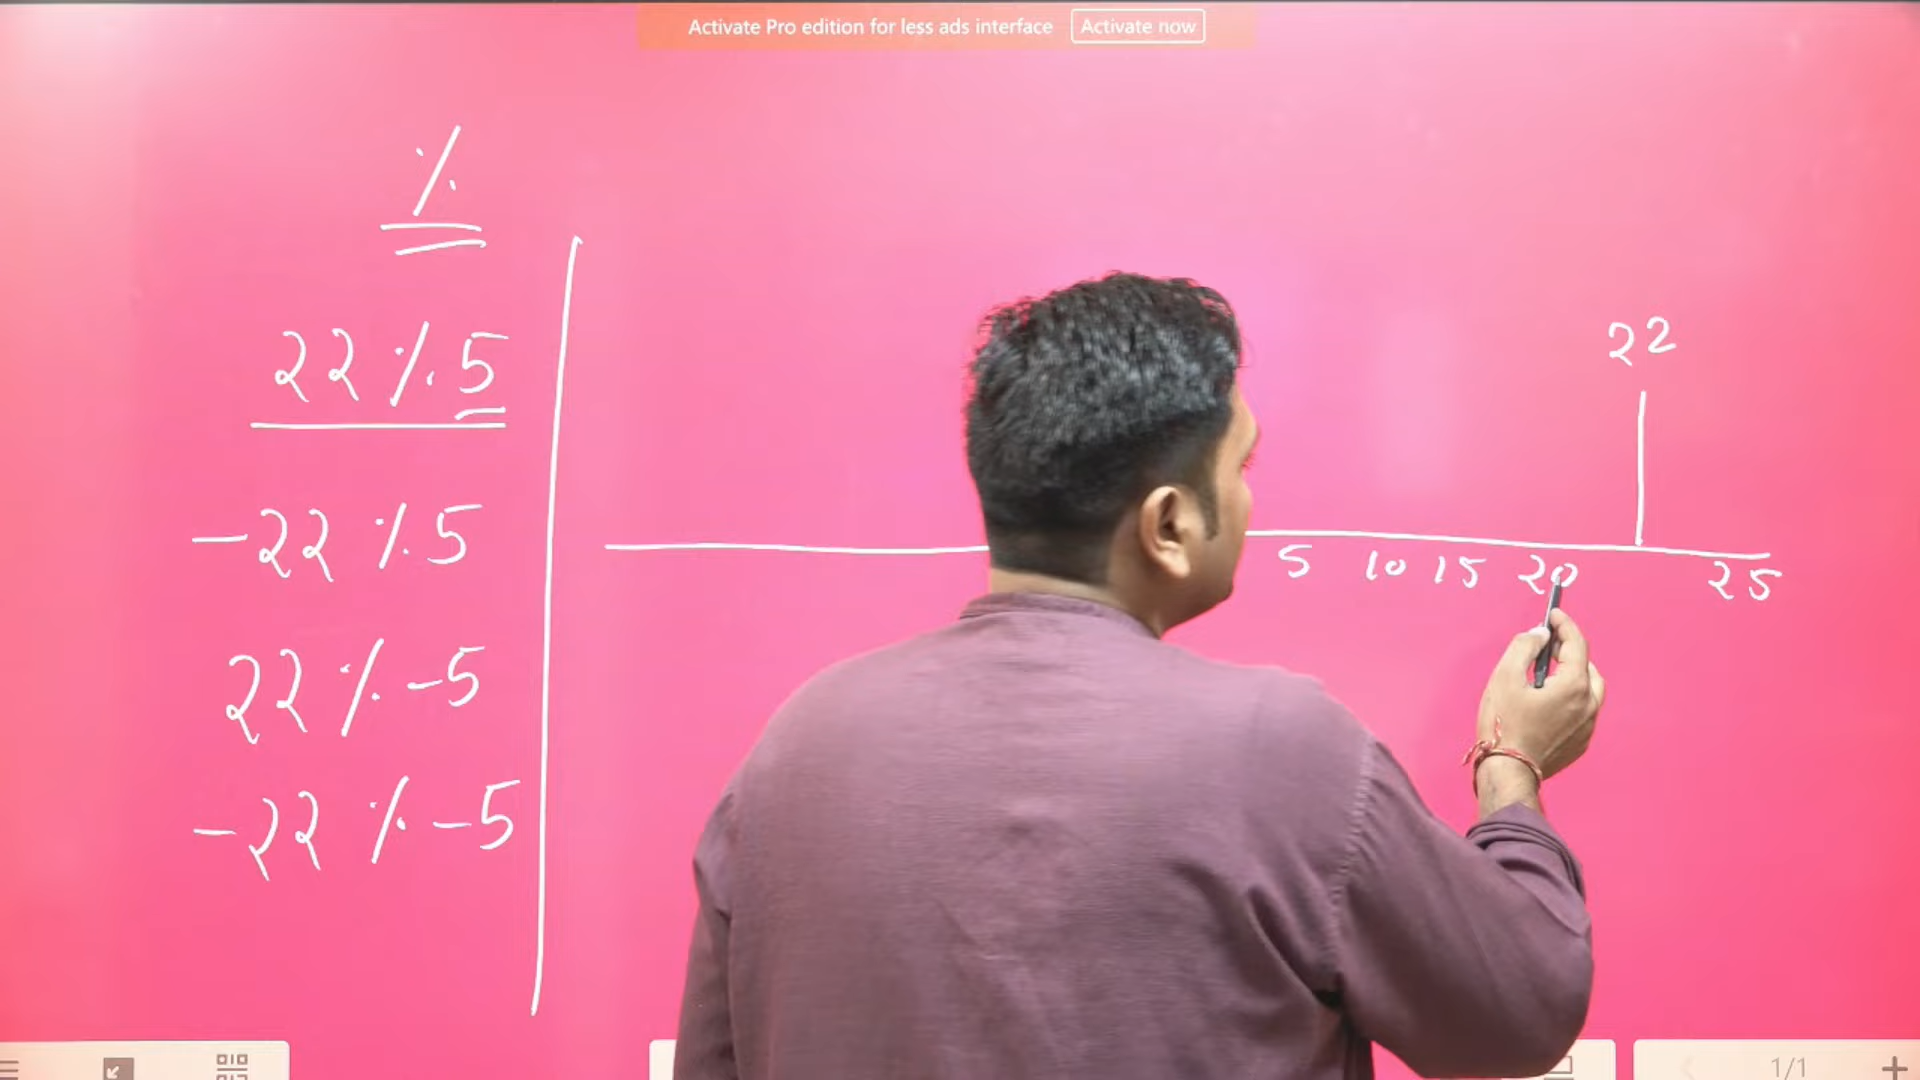 Activate Pro edition for less ads interface Activate now
%
22 % 5
-22 % 5
22 % -5
-22 % -5
22
5 10 15 20 25
1/1